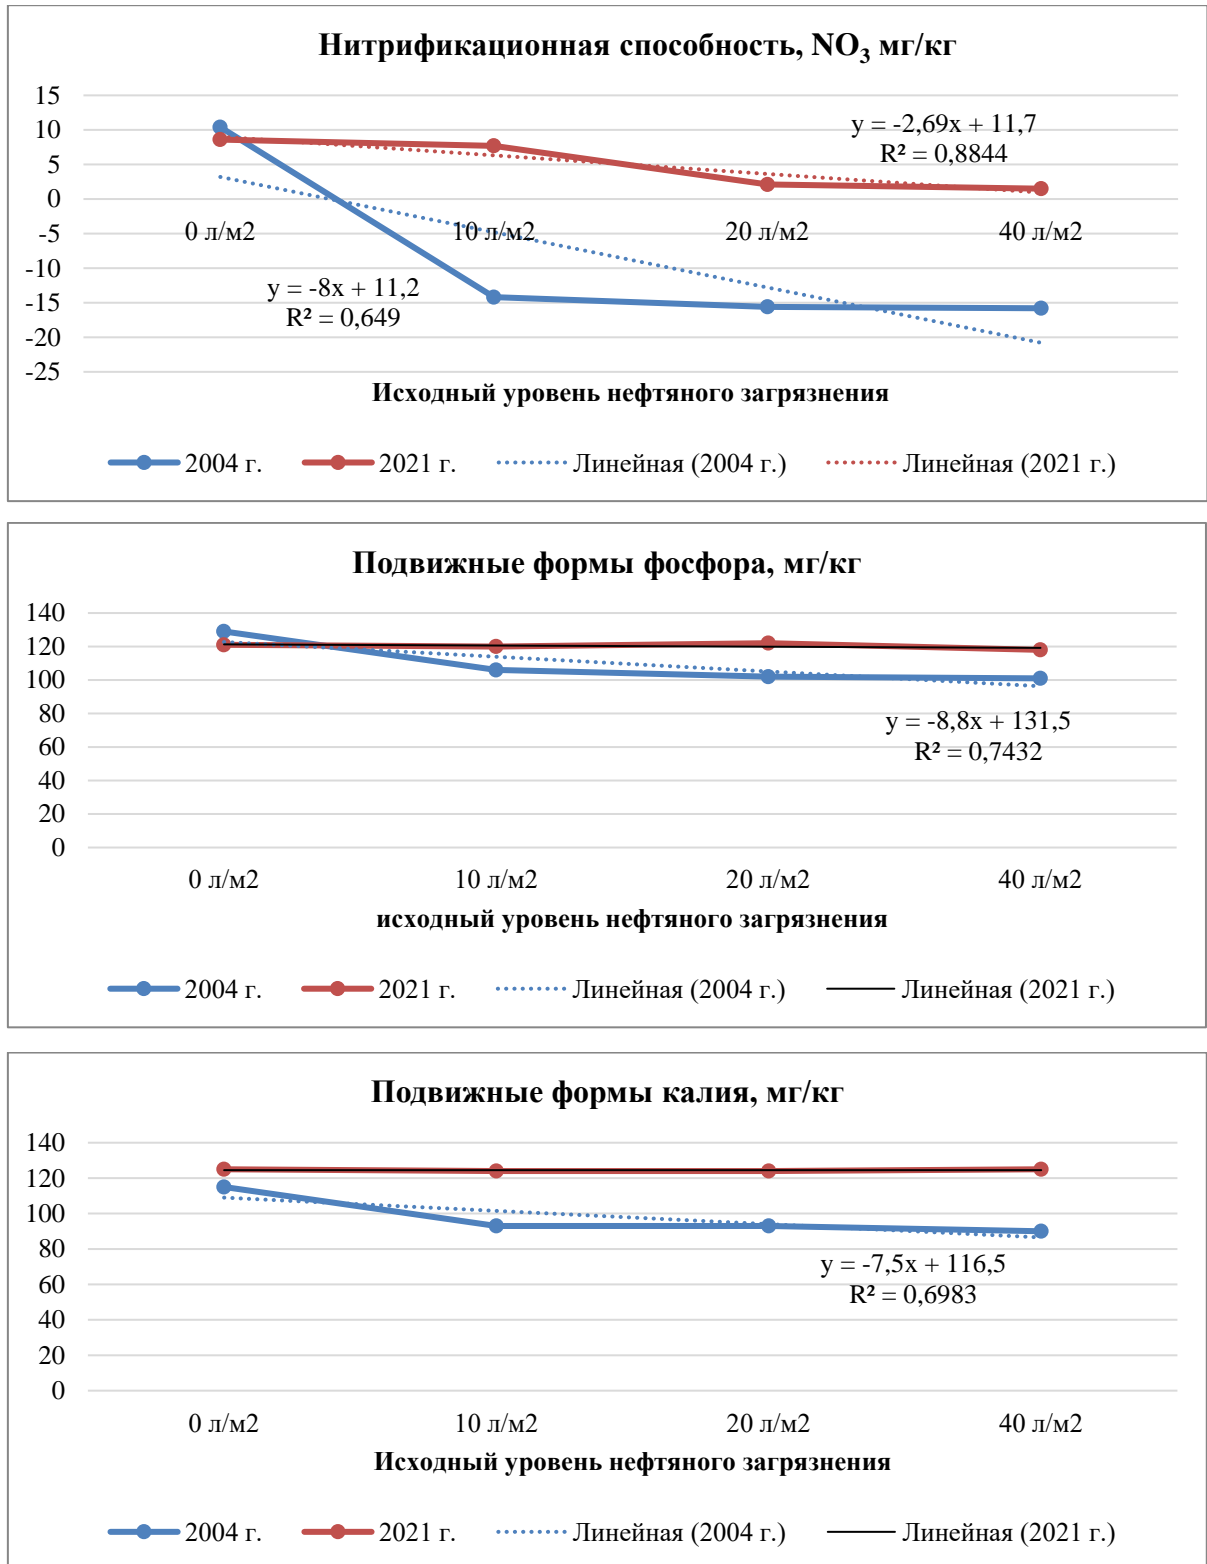 Нитрификационная способность, NO₃ мг/кг
15
10
5
0
-5
-10
-15
-20
-25
y = -2,69x + 11,7
R² = 0,8844
y = -8x + 11,2
R² = 0,649
0 л/м2 10 л/м2 20 л/м2 40 л/м2
Исходный уровень нефтяного загрязнения
2004 г. 2021 г. Линейная (2004 г.) Линейная (2021 г.)
Подвижные формы фосфора, мг/кг
140
120
100
80
60
40
20
0
y = -8,8x + 131,5
R² = 0,7432
0 л/м2 10 л/м2 20 л/м2 40 л/м2
исходный уровень нефтяного загрязнения
2004 г. 2021 г. Линейная (2004 г.) Линейная (2021 г.)
Подвижные формы калия, мг/кг
140
120
100
80
60
40
20
0
y = -7,5x + 116,5
R² = 0,6983
0 л/м2 10 л/м2 20 л/м2 40 л/м2
Исходный уровень нефтяного загрязнения
2004 г. 2021 г. Линейная (2004 г.) Линейная (2021 г.)